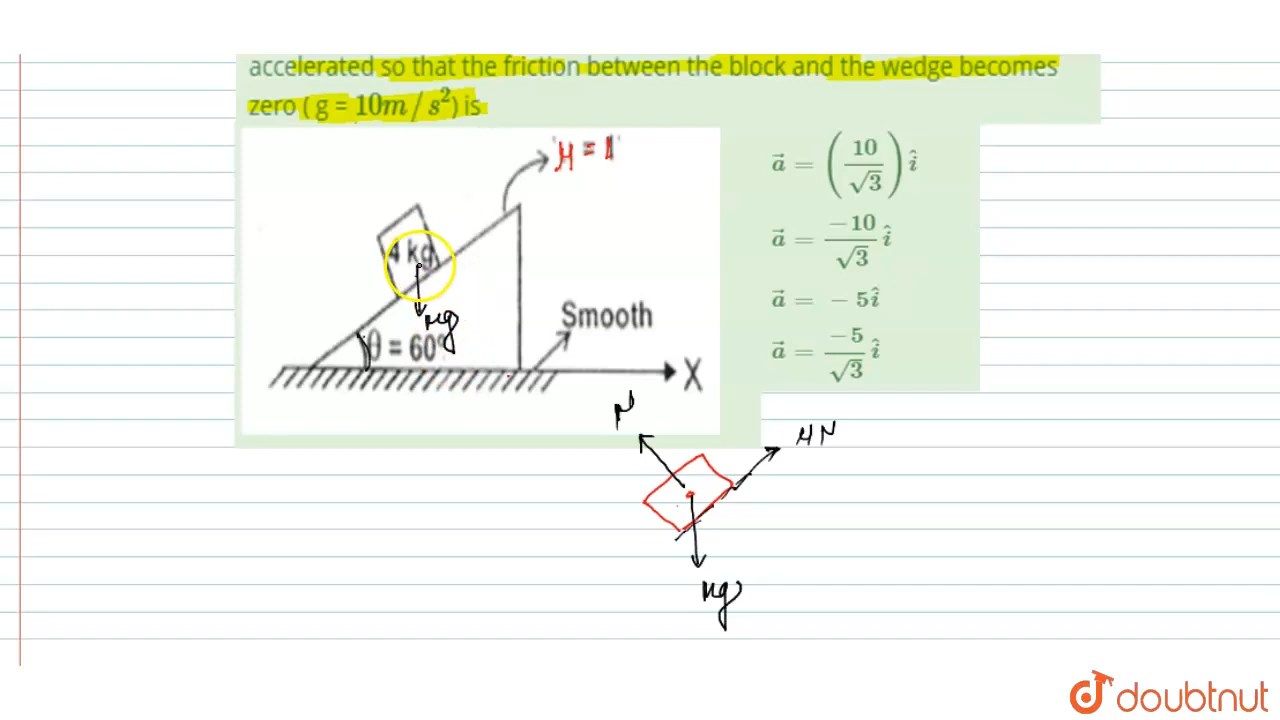 accelerated so that the friction between the block and the wedge becomes
zero ( g = 10m / s²) is
μ = 1
4 kg
mg
θ = 60°
Smooth
X
a⃗ = (10/√3) î
a⃗ = −10/√3 î
a⃗ = − 5î
a⃗ = −5/√3 î
N
μN
mg
doubtnut